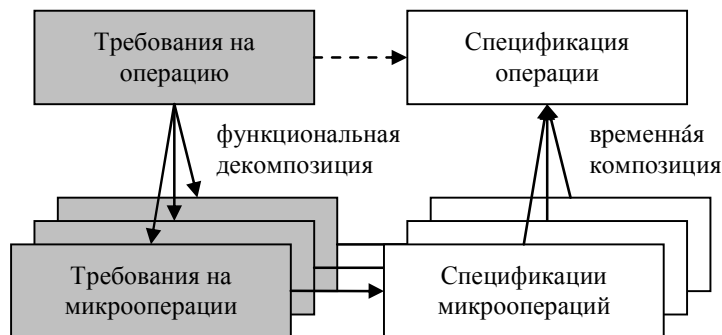 Требования на
операцию
Спецификация
операции
функциональная
декомпозиция
временнáя
композиция
Требования на
микрооперации
Спецификации
микроопераций